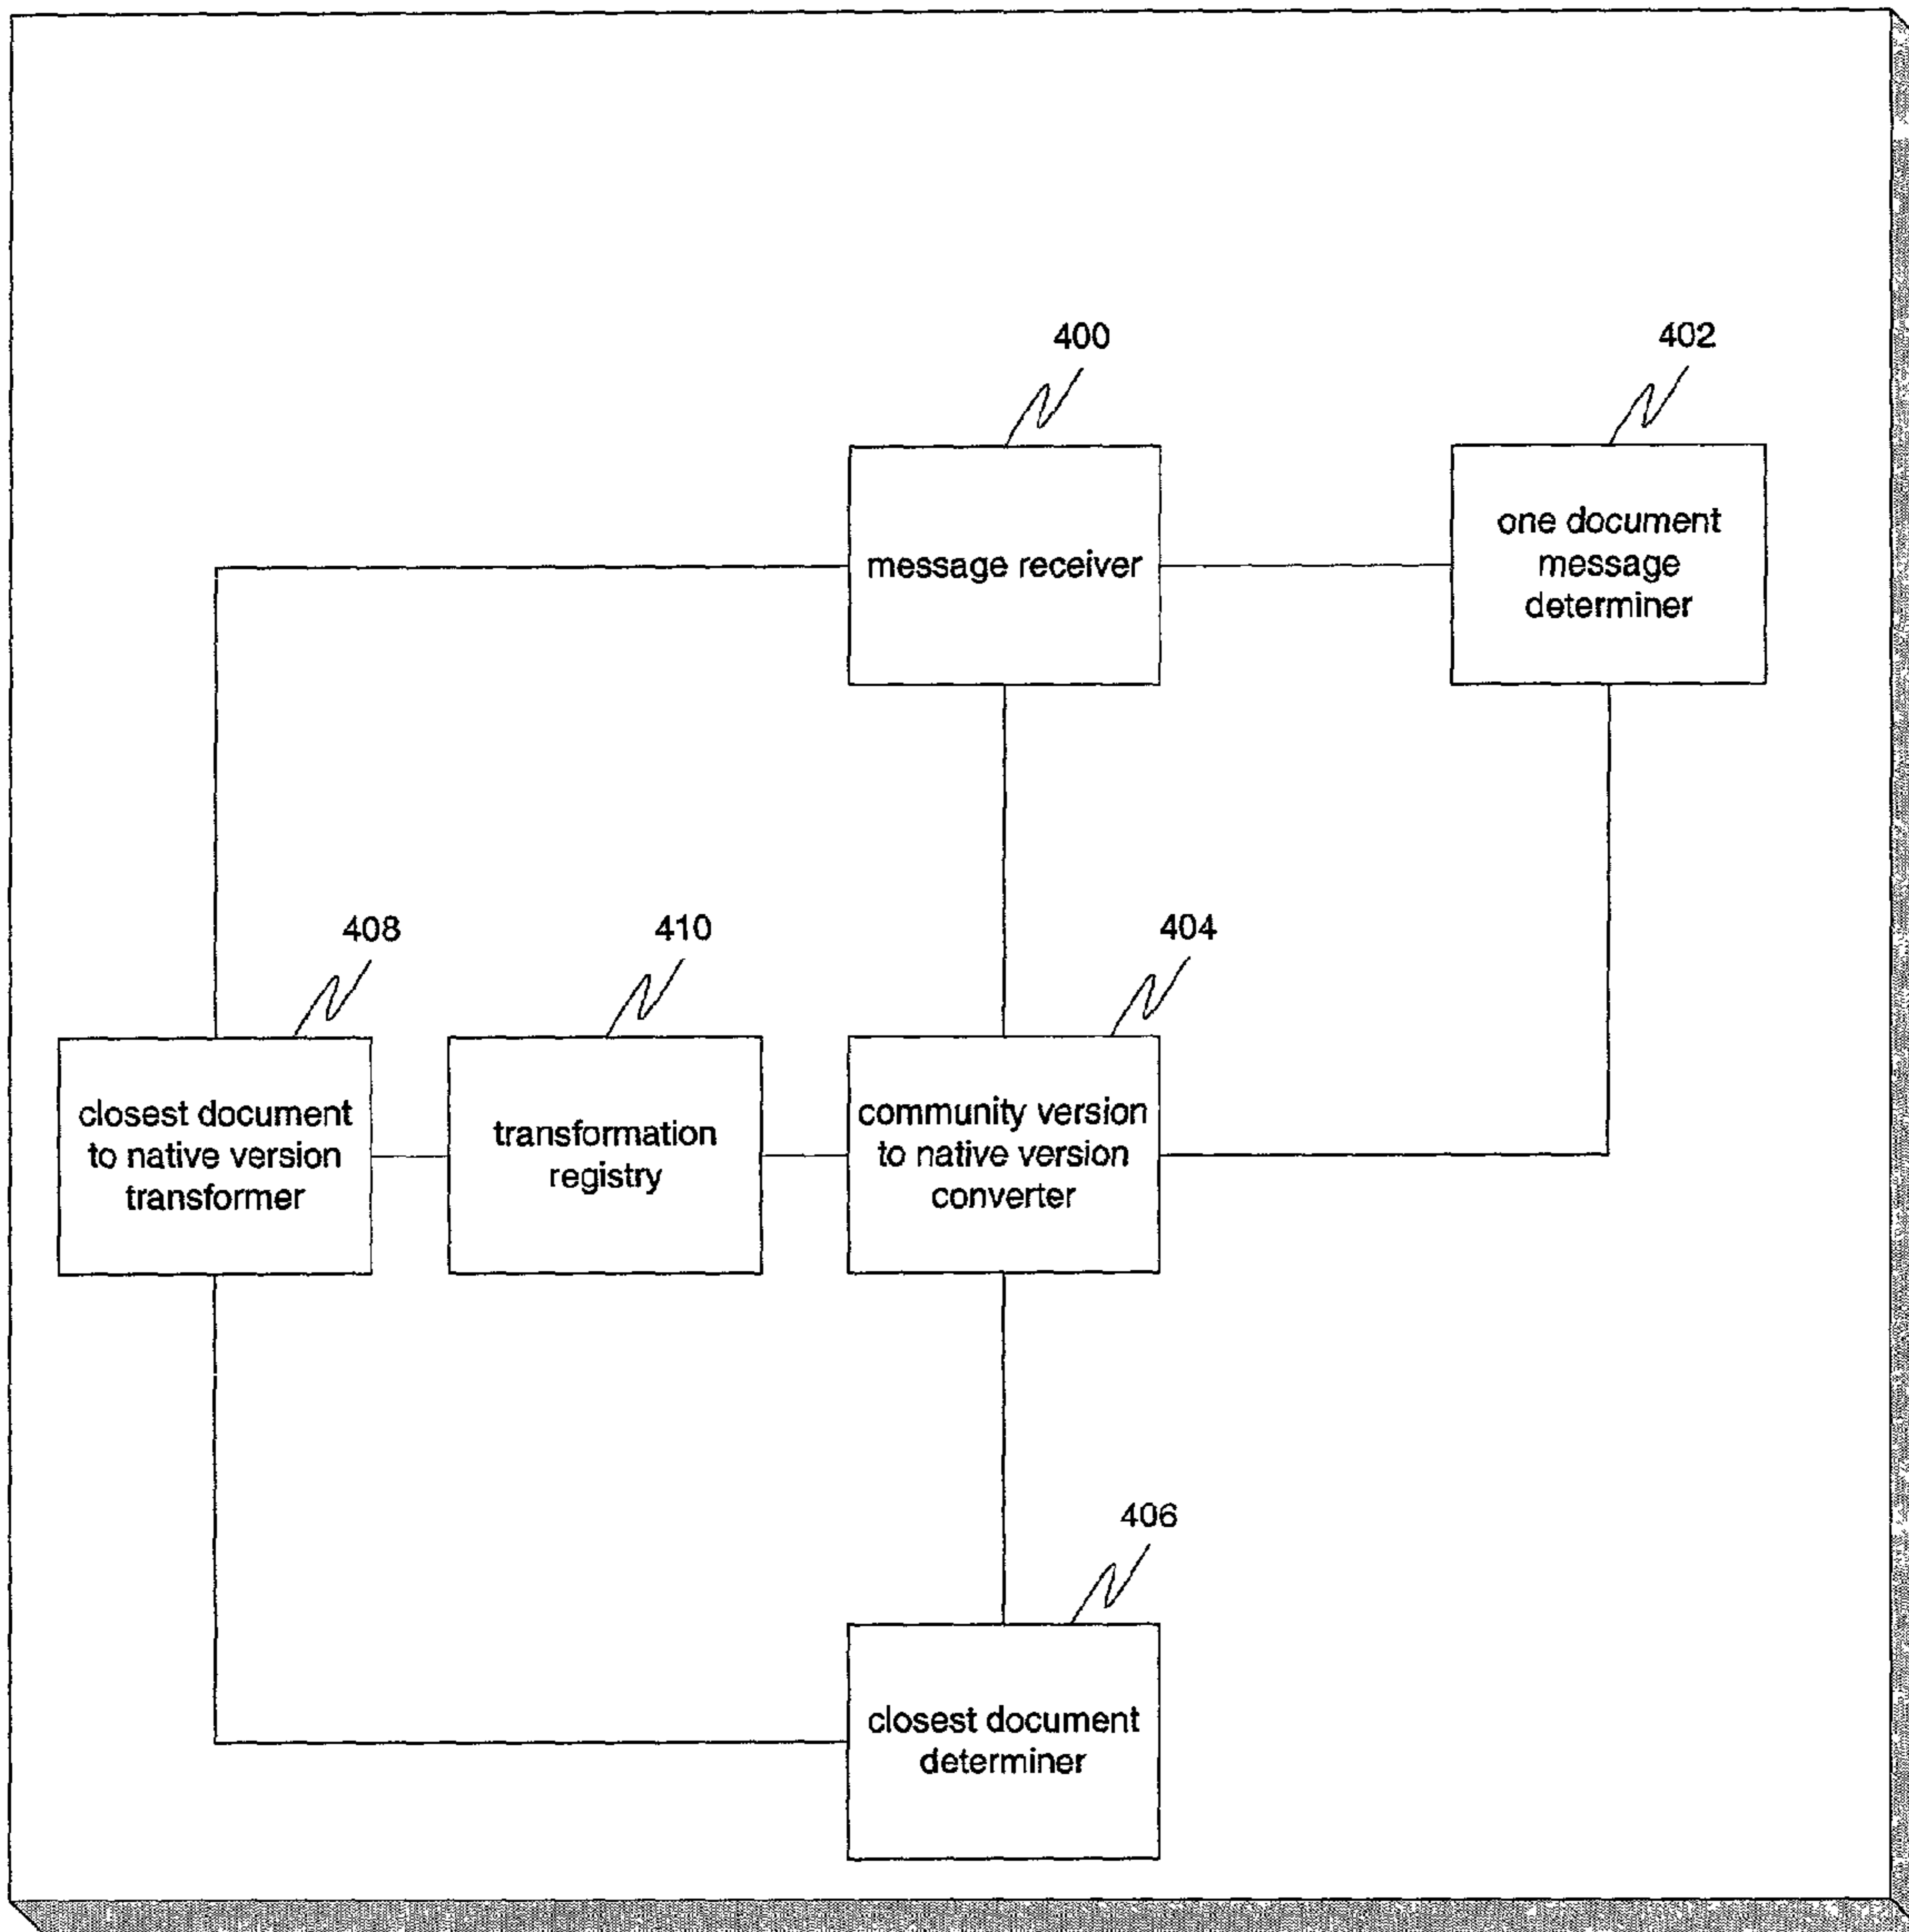 400
402
message receiver
one document
message
determiner
408
410
404
closest document
to native version
transformer
transformation
registry
community version
to native version
converter
406
closest document
determiner